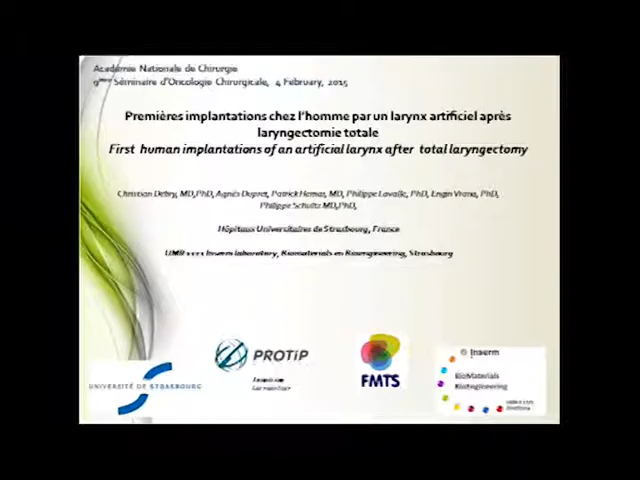 Académie Nationale de Chirurgie
9ème Séminaire d'Oncologie Chirurgicale, 4 February, 2015
Premières implantations chez l'homme par un larynx artificiel après
laryngectomie totale
First human implantations of an artificial larynx after total laryngectomy
Christian Debry, MD,PhD, Agnès Dupret, Patrick Hemar, MD, Philippe Lavalle, PhD, Engin Vrana, PhD,
Philippe Schultz MD,PhD,
Hôpitaux Universitaires de Strasbourg, France
Inserm laboratory, Biomaterials en Bioengineering, Strasbourg
UNIVERSITÉ DE STRASBOURG
PROTiP
FMTS
Inserm
BioMaterials
Bioengineering